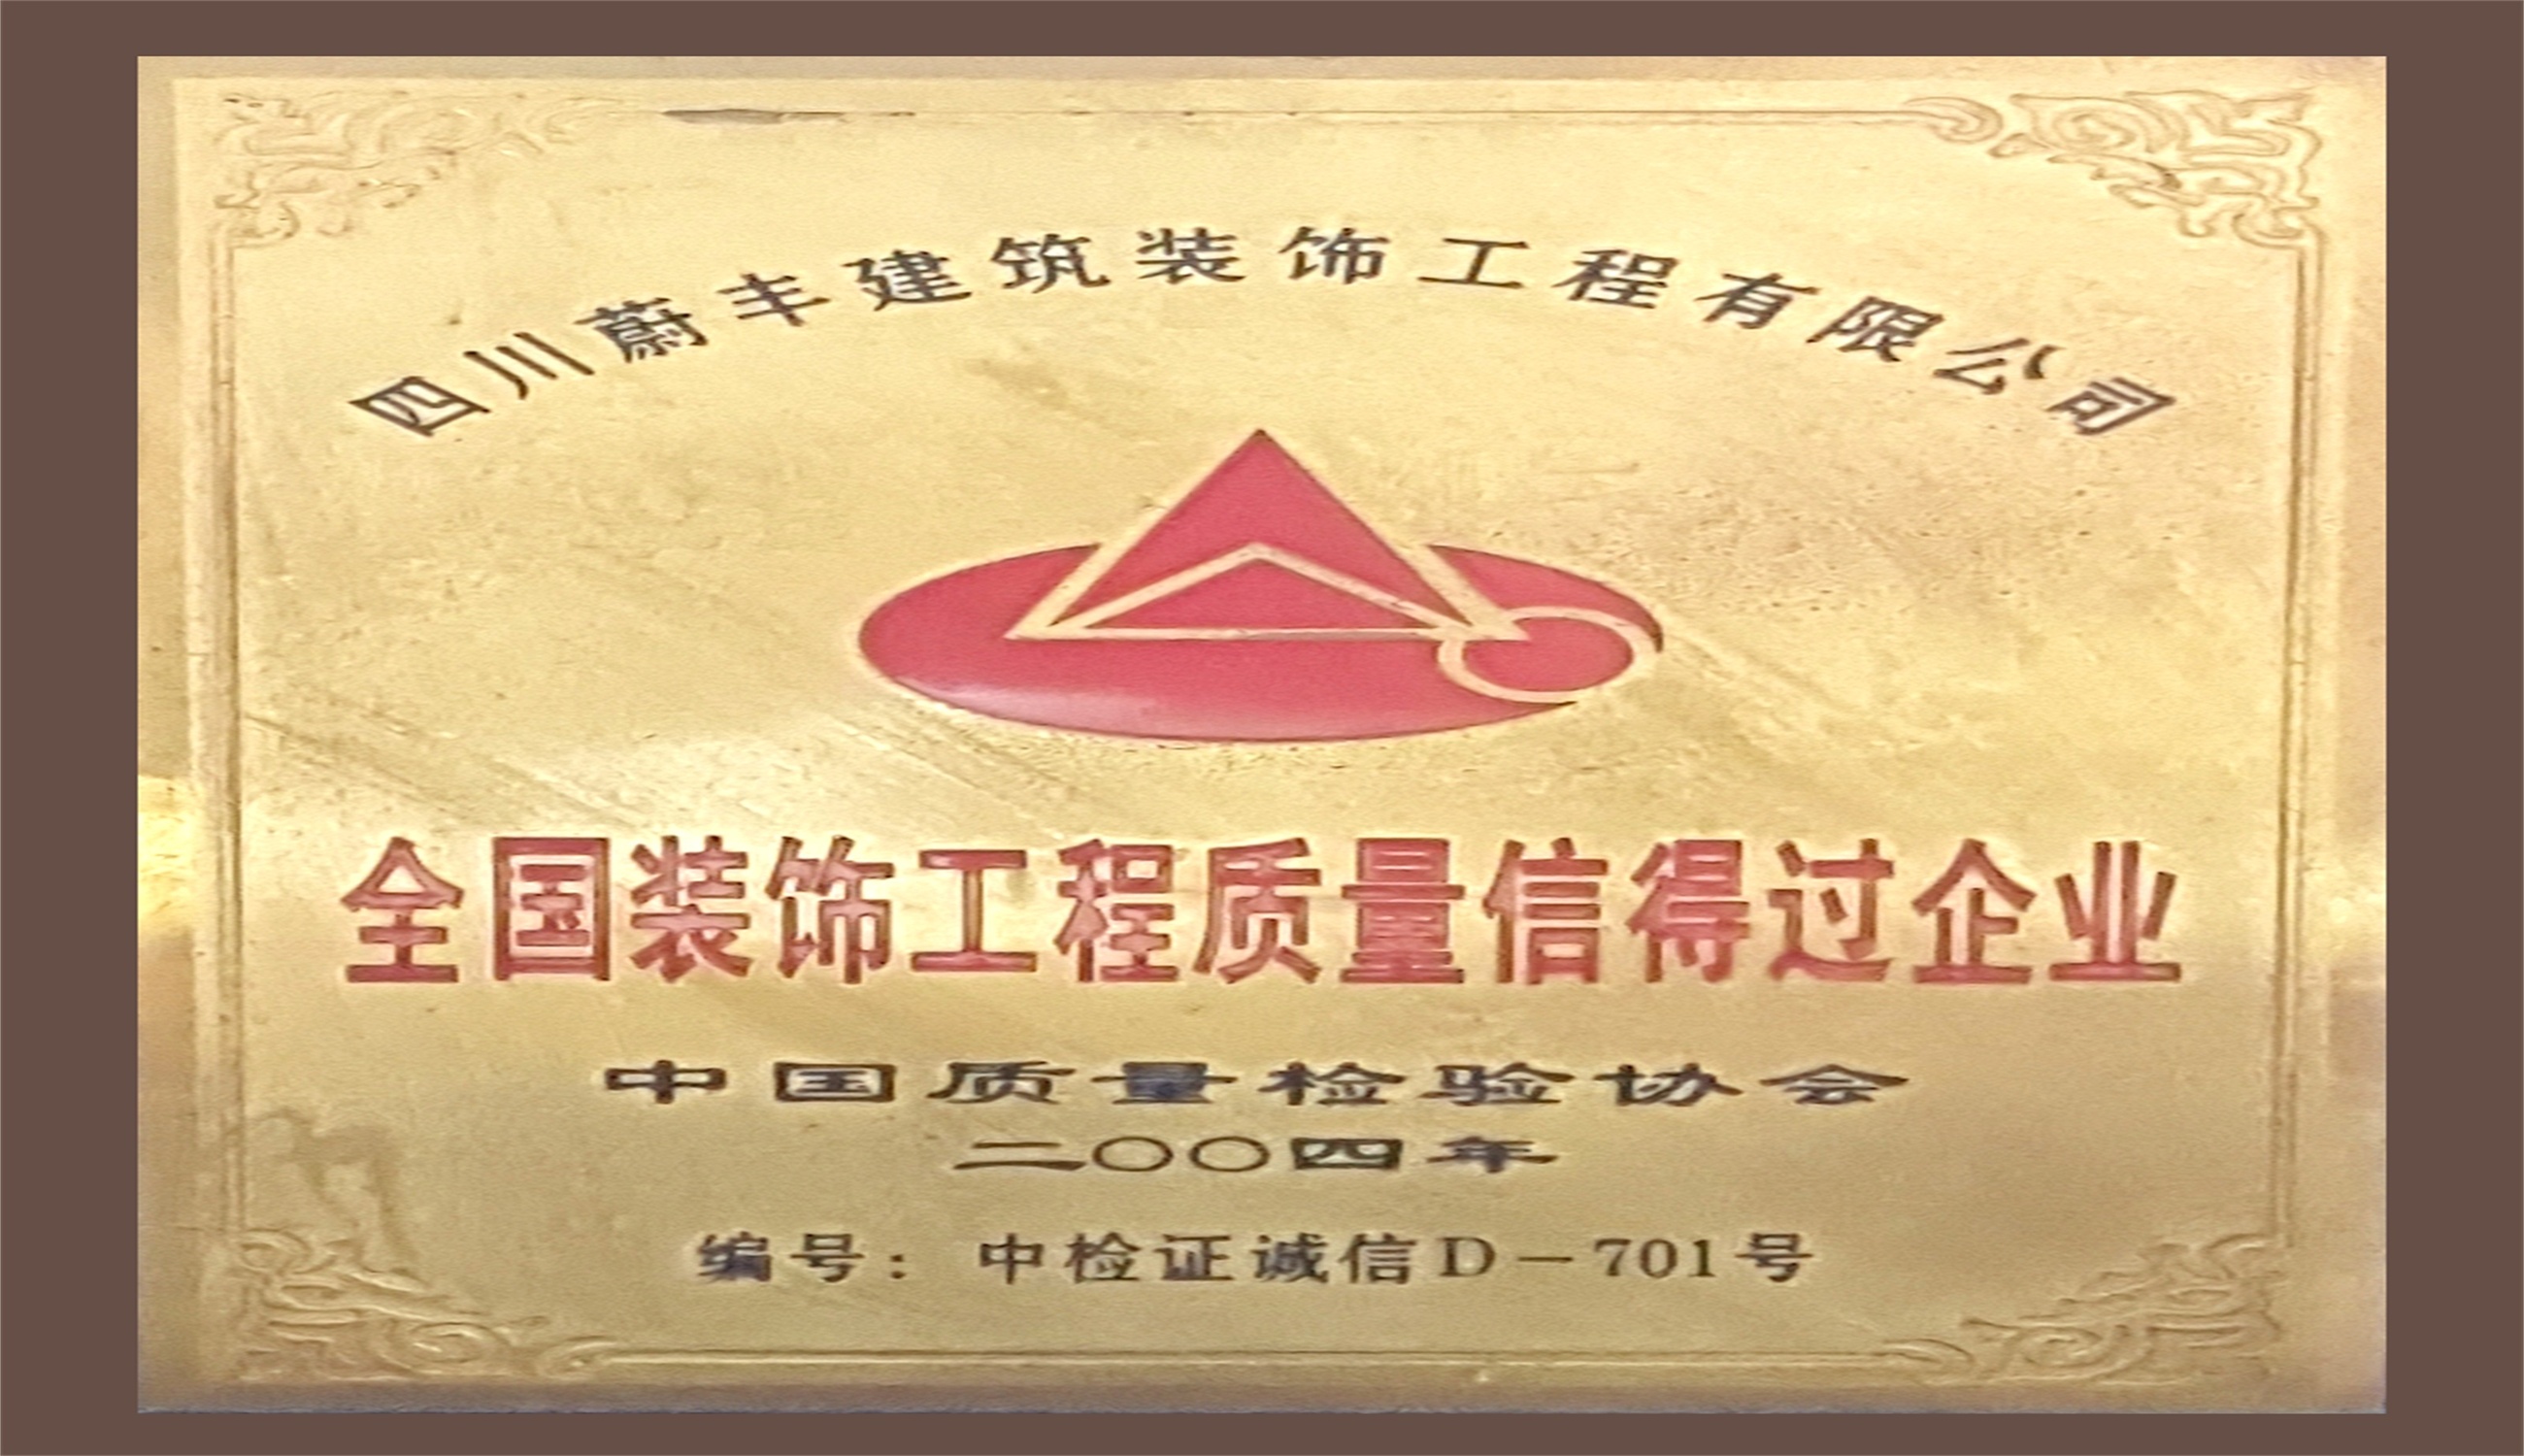 四川蔚丰建筑装饰工程有限公司
全国装饰工程质量信得过企业
中国质量检验协会
二〇〇四年
编号：中检证诚信D－701号